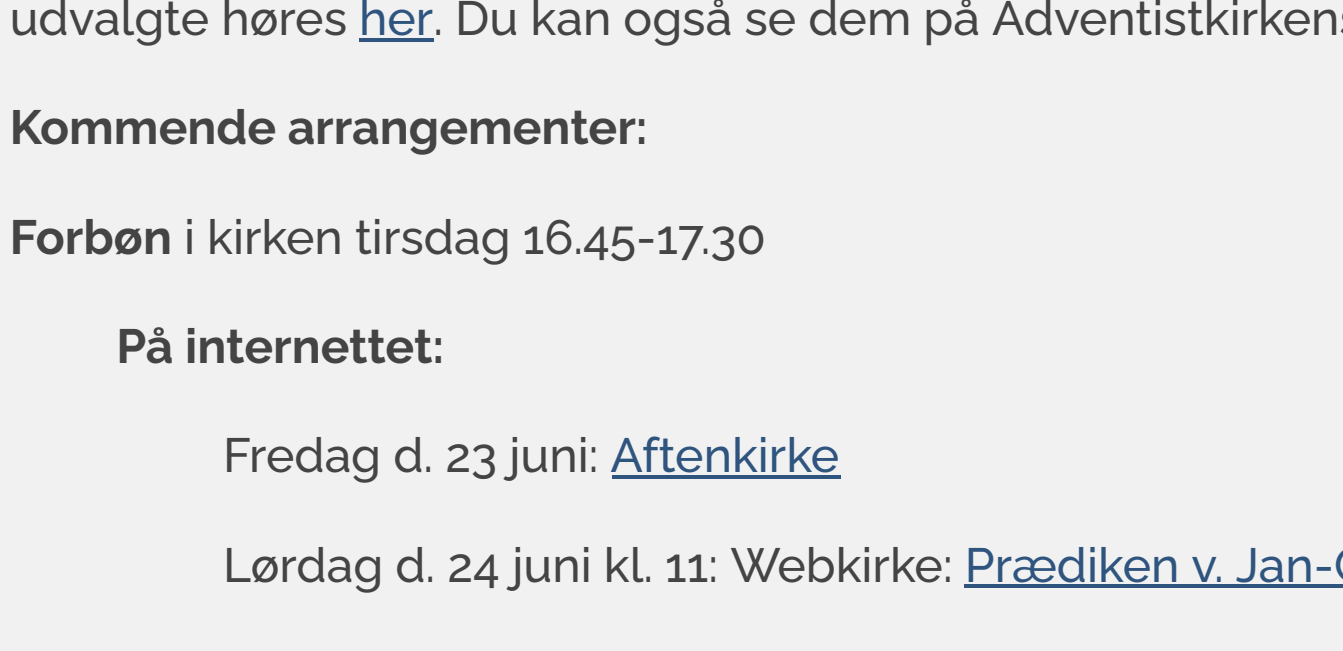 udvalgte høres her. Du kan også se dem på Adventistkirkens
Kommende arrangementer:
Forbøn i kirken tirsdag 16.45-17.30
På internettet:
Fredag d. 23 juni: Aftenkirke
Lørdag d. 24 juni kl. 11: Webkirke: Prædiken v. Jan-